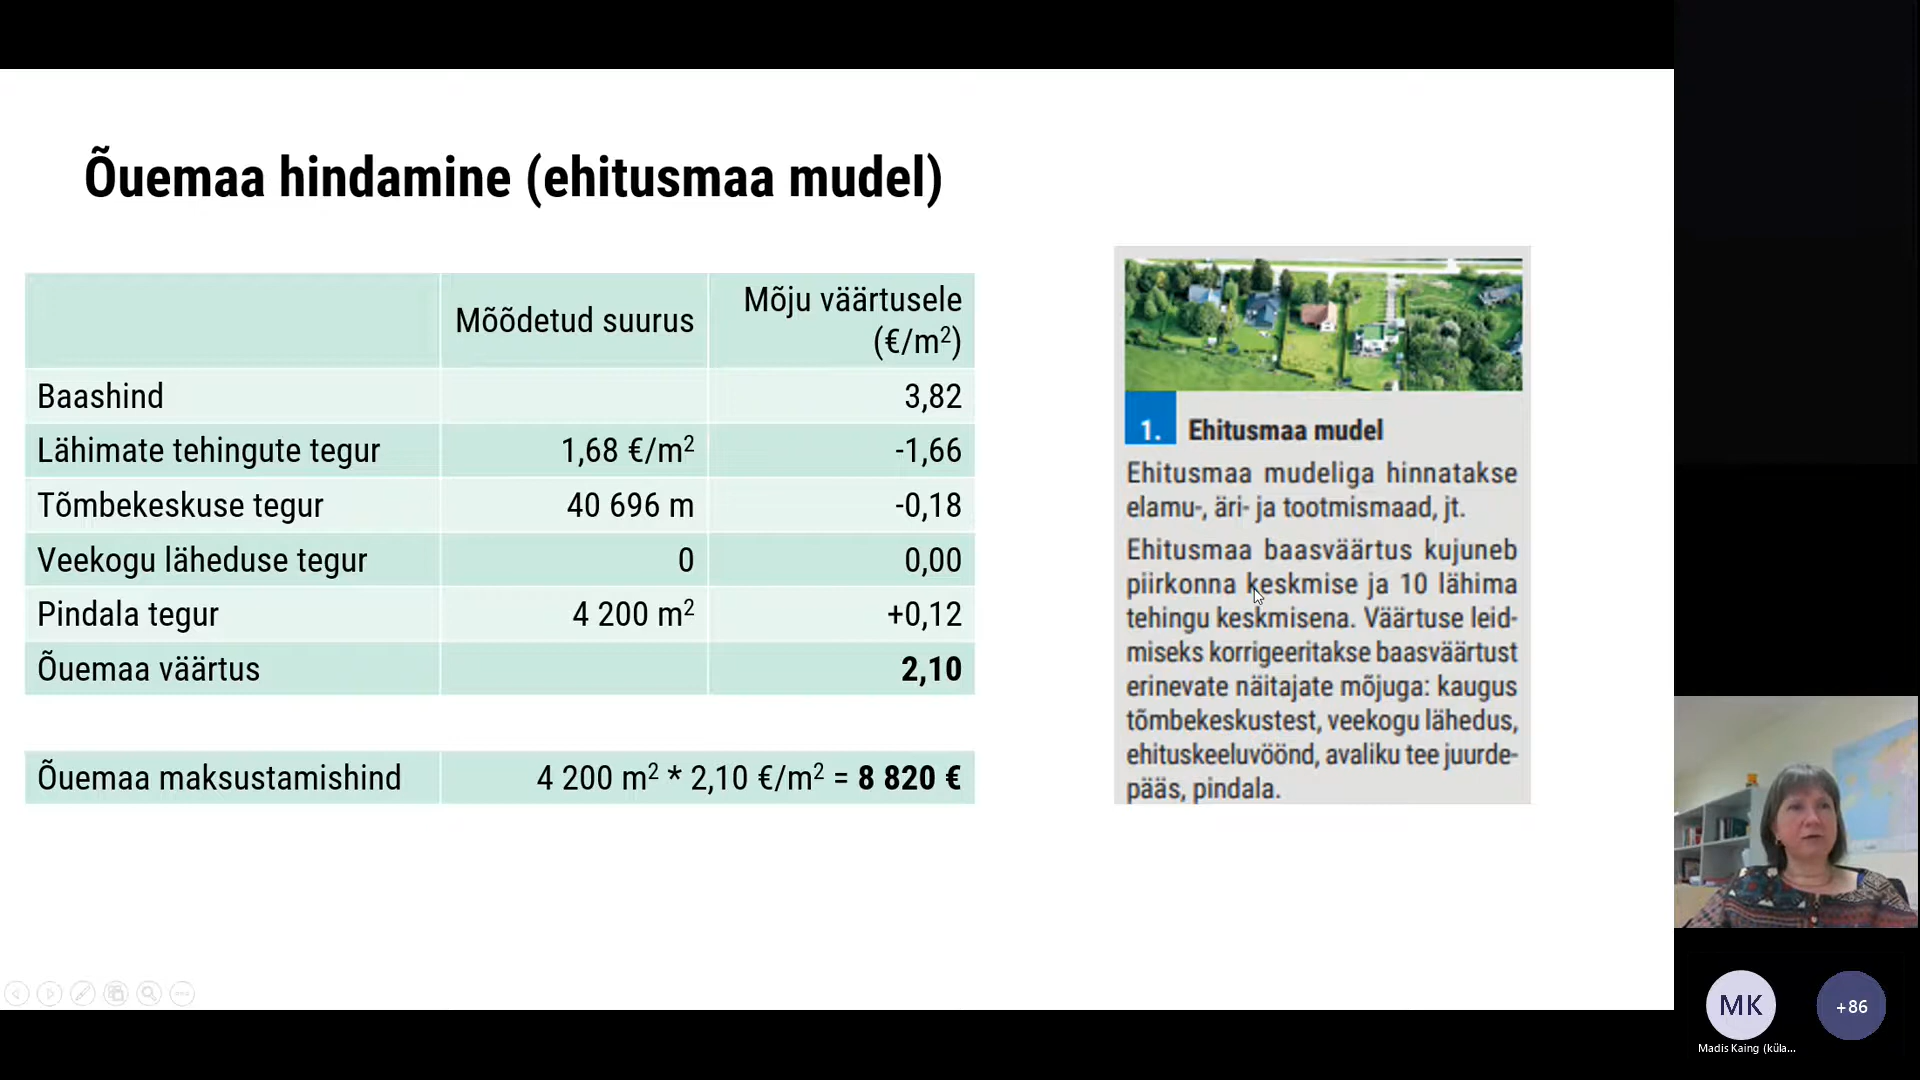 Õuemaa hindamine (ehitusmaa mudel)
Mõõdetud suurus
Mõju väärtusele
(€/m²)
Baashind 3,82
Lähimate tehingute tegur 1,68 €/m² -1,66
Tõmbekeskuse tegur 40 696 m -0,18
Veekogu läheduse tegur 0 0,00
Pindala tegur 4 200 m² +0,12
Õuemaa väärtus 2,10
Õuemaa maksustamishind 4 200 m² * 2,10 €/m² = 8 820 €
1. Ehitusmaa mudel
Ehitusmaa mudeliga hinnatakse
elamu-, äri- ja tootmismaad, jt.
Ehitusmaa baasväärtus kujuneb
piirkonna keskmise ja 10 lähima
tehingu keskmisena. Väärtuse leid-
miseks korrigeeritakse baasväärtust
erinevate näitajate mõjuga: kaugus
tõmbekeskustest, veekogu lähedus,
ehituskeeluvöönd, avaliku tee juurde-
pääs, pindala.
MK
+86
Madis Kaing (küla...